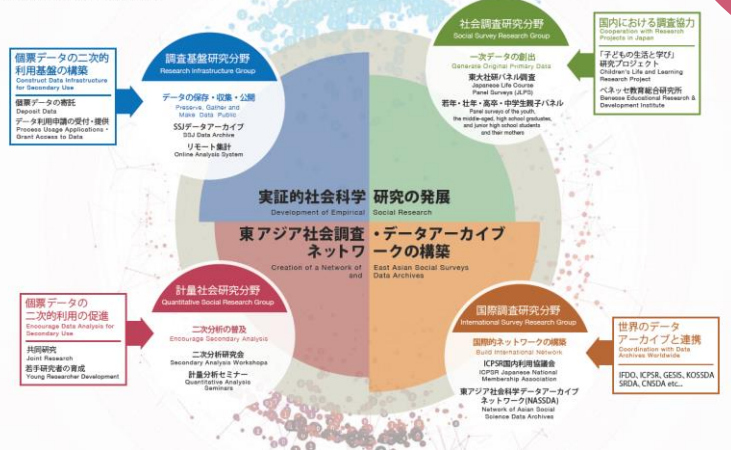 個票データの二次的
利用基盤の構築
Construct Data Infrastructure
for Secondary Use
個票データの寄託
Deposit Data
データ利用申請の受付・提供
Process Usage Applications・
Grant Access to Data
調査基盤研究分野
Research Infrastructure Group
データの保存・収集・公開
Preserve, Gather and
Make Data Public
SSJデータアーカイブ
SSJ Data Archive
リモート集計
Online Analysis System
社会調査研究分野
Social Survey Research Group
一次データの創出
Generate Original Primary Data
東大社研パネル調査
Japanese Life Course
Panel Surveys (JLPS)
若年・壮年・高卒・中学生親子パネル
Panel surveys of the youth,
the middle-aged, high school graduates,
and junior high school students
and their mothers
国内における調査協力
Cooperation with Research
Projects in Japan
「子どもの生活と学び」
研究プロジェクト
Children's Life and Learning
Research Project
ベネッセ教育総合研究所
Benesse Educational Research &
Development Institute
実証的社会科学 研究の発展
Development of Empirical Social Research
東アジア社会調査・データアーカイブ
ネットワークの構築
Creation of a Network of East Asian Social Surveys
and Data Archives
個票データの
二次的利用の促進
Encourage Data Analysis for
Secondary Use
共同研究
Joint Research
若手研究者の育成
Young Researcher Development
計量社会研究分野
Quantitative Social Research Group
二次分析の普及
Encourage Secondary Analysis
二次分析研究会
Secondary Analysis Workshops
計量分析セミナー
Quantitative Analysis
Seminars
国際調査研究分野
International Survey Research Group
国際的ネットワークの構築
Build International Network
ICPSR国内利用協議会
ICPSR Japanese National
Membership Association
東アジア社会科学データアーカイブ
ネットワーク(NASSDA)
Network of Asian Social
Science Data Archives
世界のデータ
アーカイブと連携
Coordination with Data
Archives Worldwide
IFDO, ICPSR, GESIS, KOSSDA
SRDA, CNSDA etc...